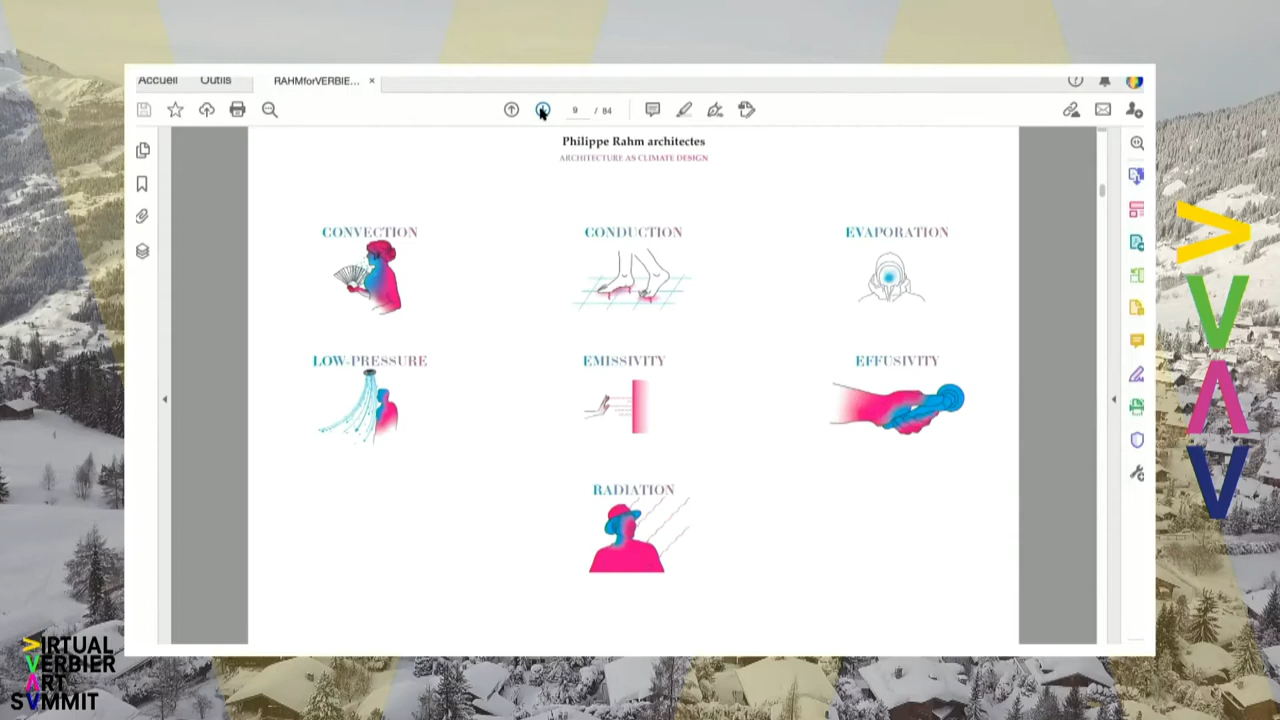 Accueil Outils RAHMforVERBIE... ×
9 / 84
Philippe Rahm architectes
ARCHITECTURE AS CLIMATE DESIGN
CONVECTION CONDUCTION EVAPORATION
LOW-PRESSURE EMISSIVITY EFFUSIVITY
RADIATION
>
V
Λ
V
VIRTUAL
VERBIER
ART
SVMMIT